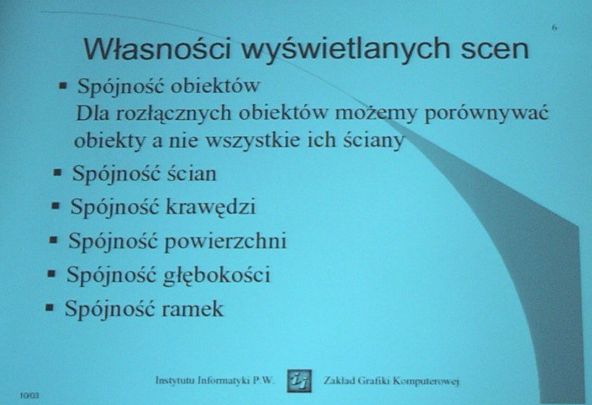 6
Własności wyświetlanych scen
▪ Spójność obiektów
Dla rozłącznych obiektów możemy porównywać
obiekty a nie wszystkie ich ściany
▪ Spójność ścian
▪ Spójność krawędzi
▪ Spójność powierzchni
▪ Spójność głębokości
▪ Spójność ramek
Instytutu Informatyki P.W. Zakład Grafiki Komputerowej
10/03